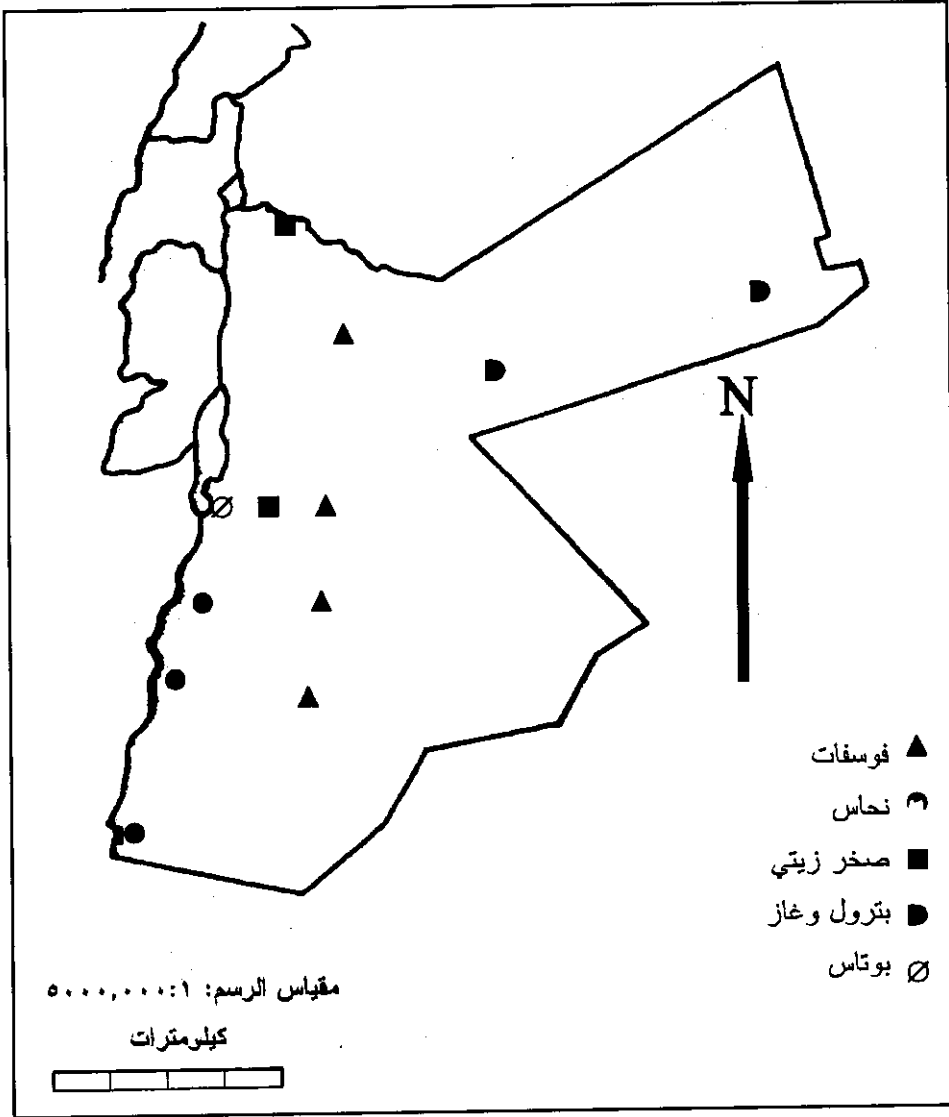 N
فوسفات
نحاس
صخر زيتي
بترول وغاز
بوتاس
مقياس الرسم: ١:٥٠٠٠,٠٠٠
كيلومترات